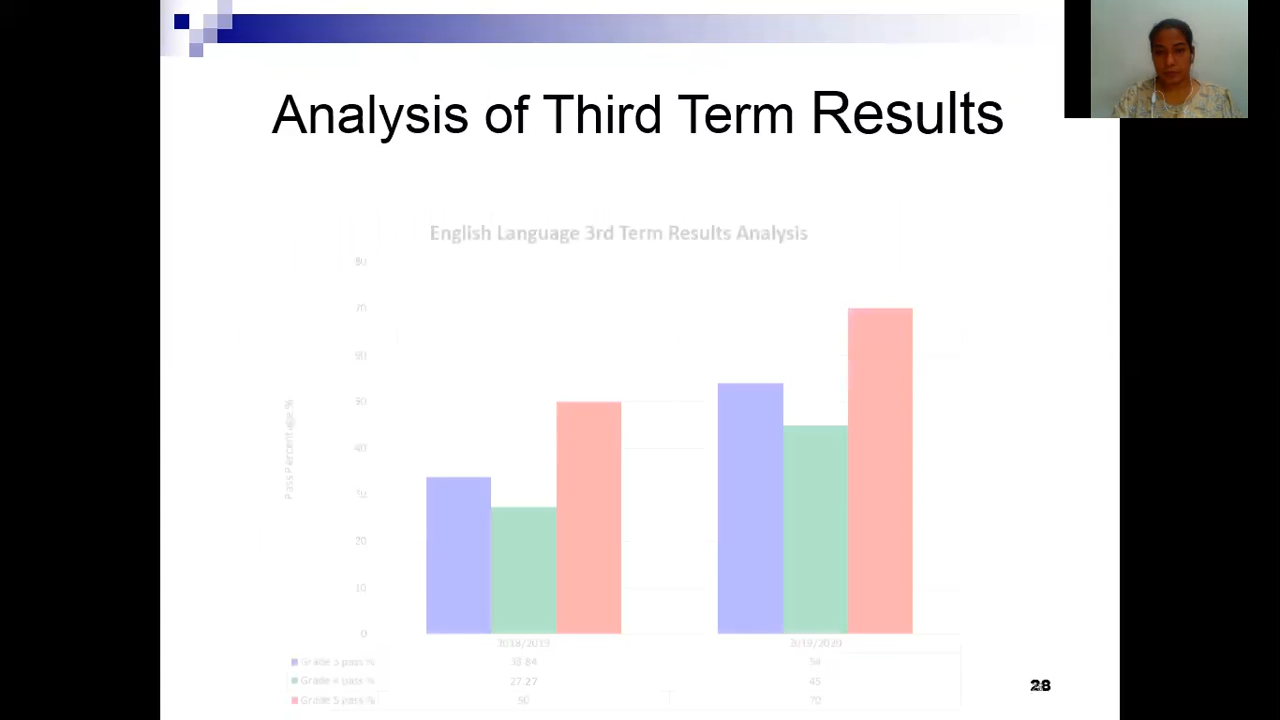 Analysis of Third Term Results
English Language 3rd Term Results Analysis
80
70
60
50
40
30
20
10
0
Pass Percentage %
2018/2019 2019/2020
Grade 3 pass % 33.84 54
Grade 4 pass % 27.27 45
Grade 5 pass % 50 70
28